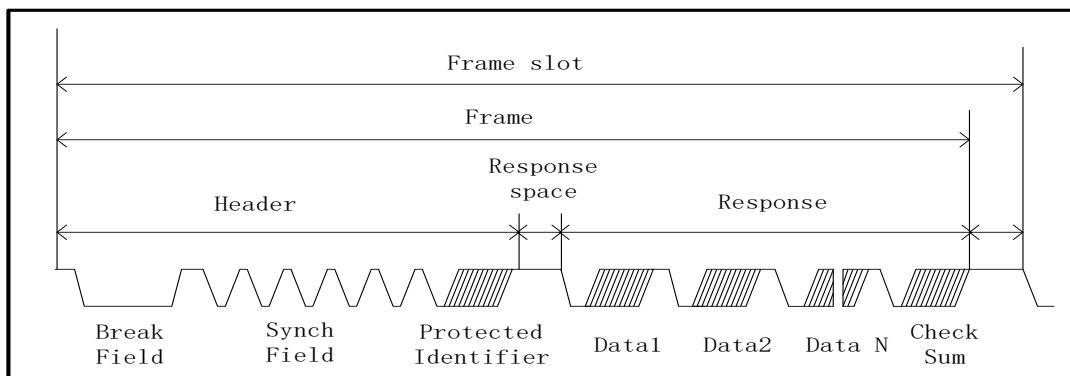 Frame slot
Frame
Response
space
Header
Response
Break
Field
Synch
Field
Protected
Identifier
Data1
Data2
Data N
Check
Sum